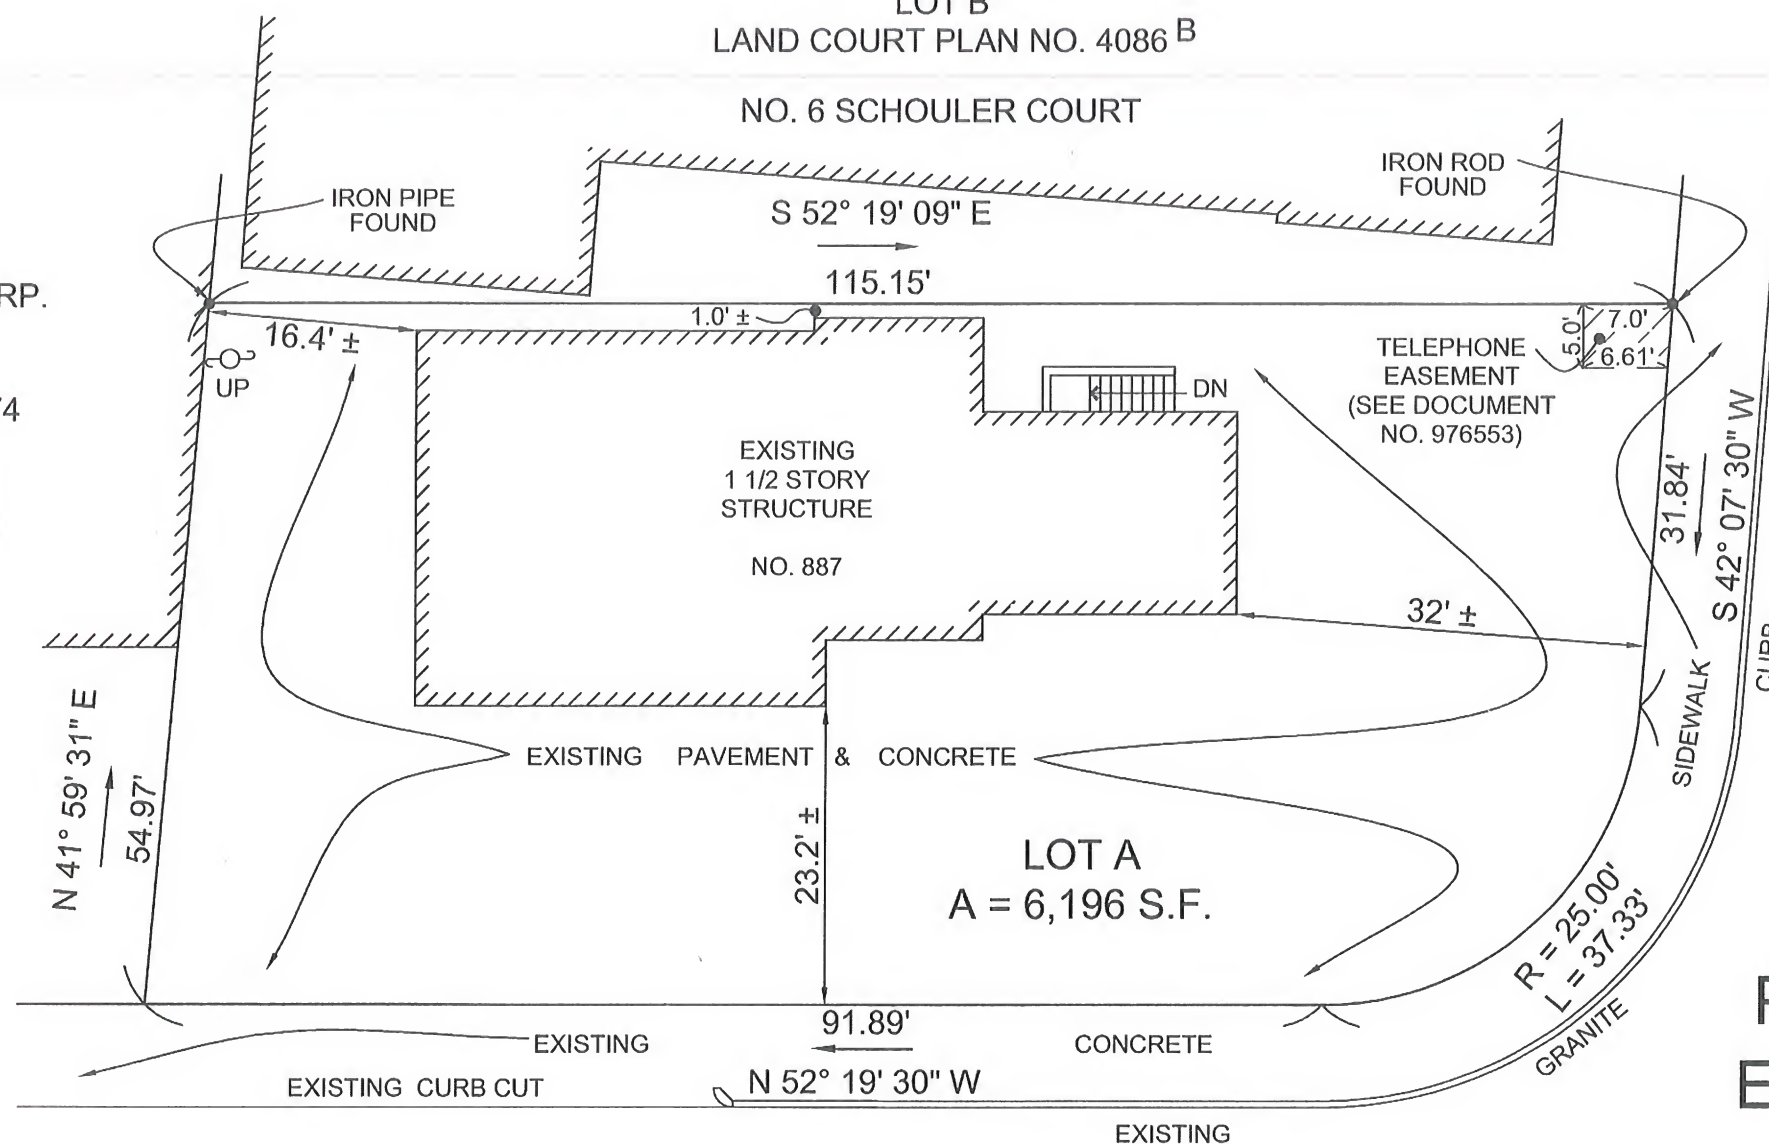 LOT B
LAND COURT PLAN NO. 4086 B
NO. 6 SCHOULER COURT
IRON PIPE
FOUND
IRON ROD
FOUND
S 52° 19' 09" E
115.15'
RP.
16.4' ±
1.0' ±
UP
5.0'
7.0'
6.61'
TELEPHONE
EASEMENT
(SEE DOCUMENT
NO. 976553)
DN
EXISTING
1 1/2 STORY
STRUCTURE
NO. 887
31.84'
S 42° 07' 30" W
32' ±
CURB
SIDEWALK
EXISTING PAVEMENT & CONCRETE
N 41° 59' 31" E
54.97'
23.2' ±
LOT A
A = 6,196 S.F.
R = 25.00'
L = 37.33'
GRANITE
91.89'
EXISTING CONCRETE
EXISTING CURB CUT
N 52° 19' 30" W
EXISTING